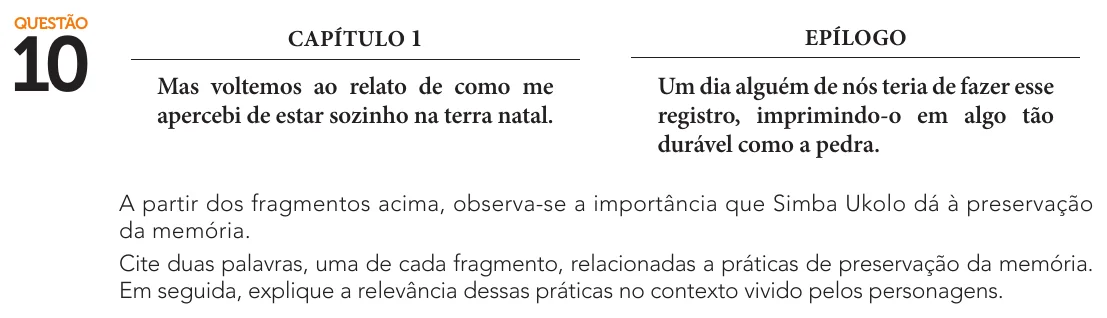 QUESTÃO
10
CAPÍTULO 1
Mas voltemos ao relato de como me
apercebi de estar sozinho na terra natal.
EPÍLOGO
Um dia alguém de nós teria de fazer esse
registro, imprimindo-o em algo tão
durável como a pedra.
A partir dos fragmentos acima, observa-se a importância que Simba Ukolo dá à preservação
da memória.
Cite duas palavras, uma de cada fragmento, relacionadas a práticas de preservação da memória.
Em seguida, explique a relevância dessas práticas no contexto vivido pelos personagens.